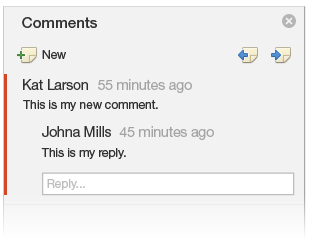 Comments
New
Kat Larson 55 minutes ago
This is my new comment.
Johna Mills 45 minutes ago
This is my reply.
Reply...